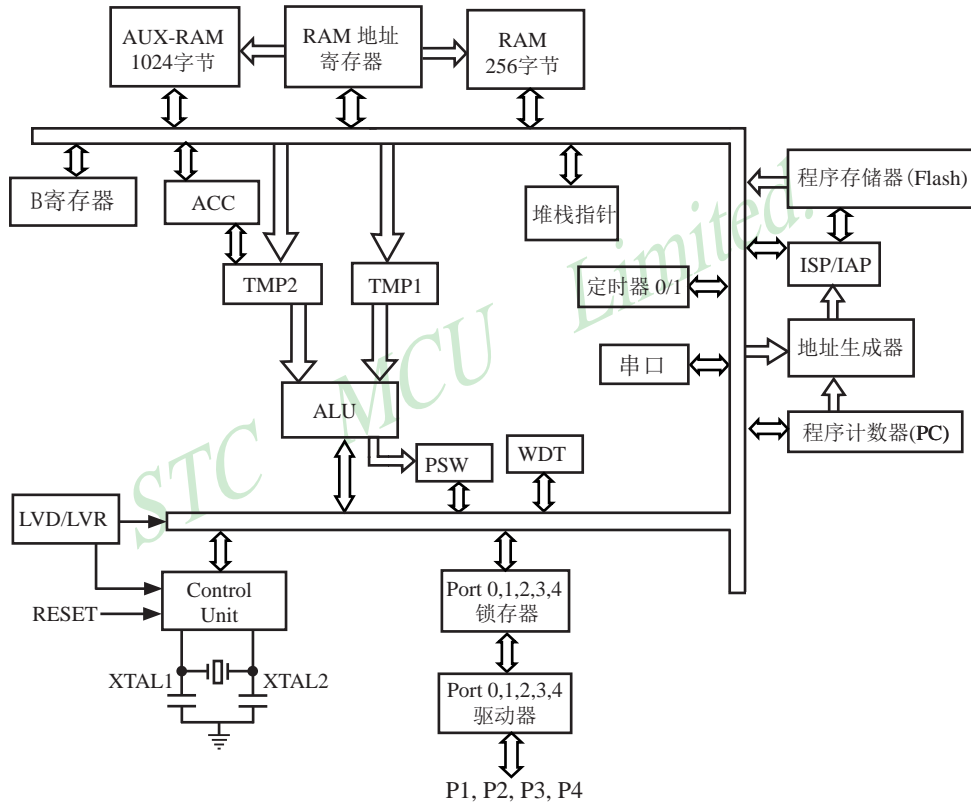 AUX-RAM
1024字节
RAM 地址
寄存器
RAM
256字节
B寄存器
ACC
堆栈指针
程序存储器(Flash)
ISP/IAP
TMP2
TMP1
定时器 0/1
地址生成器
串口
ALU
程序计数器(PC)
PSW
WDT
LVD/LVR
Control
Unit
RESET
XTAL1
XTAL2
Port 0,1,2,3,4
锁存器
Port 0,1,2,3,4
驱动器
P1, P2, P3, P4
STC MCU Limited.